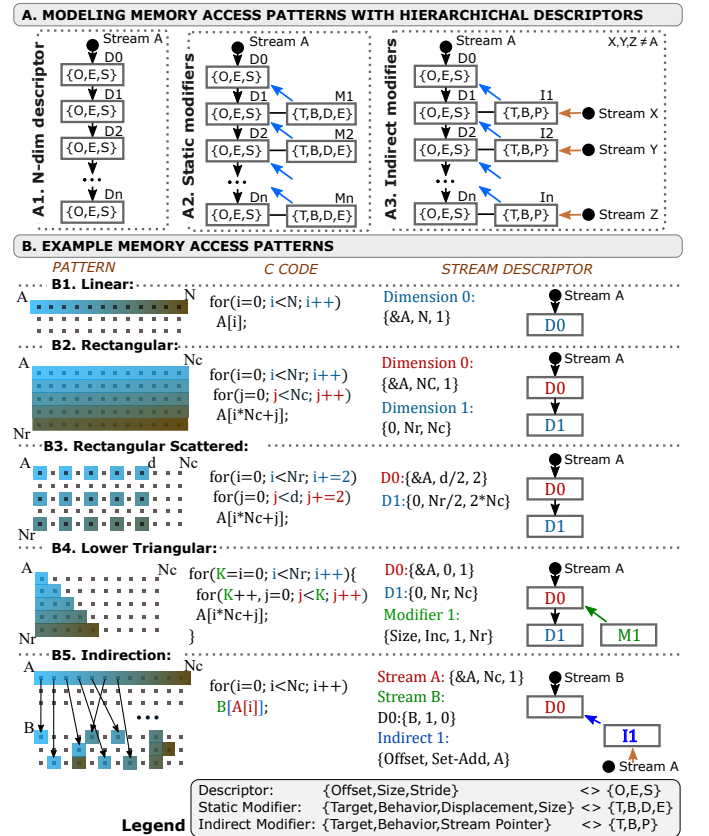 A. MODELING MEMORY ACCESS PATTERNS WITH HIERARCHICHAL DESCRIPTORS
A1. N-dim descriptor
Stream A
D0
{O,E,S}
D1
{O,E,S}
D2
{O,E,S}
...
Dn
{O,E,S}
A2. Static modifiers
Stream A
D0
{O,E,S}
D1 M1
{O,E,S} {T,B,D,E}
D2 M2
{O,E,S} {T,B,D,E}
...
Dn Mn
{O,E,S} {T,B,D,E}
A3. Indirect modifiers
Stream A X,Y,Z ≠ A
D0
{O,E,S}
D1 I1
{O,E,S} {T,B,P} Stream X
D2 I2
{O,E,S} {T,B,P} Stream Y
...
Dn In
{O,E,S} {T,B,P} Stream Z
B. EXAMPLE MEMORY ACCESS PATTERNS
PATTERN C CODE STREAM DESCRIPTOR
B1. Linear:
A N
for(i=0; i<N; i++)
A[i];
Dimension 0:
{&A, N, 1}
Stream A
D0
B2. Rectangular:
A Nc
Nr
for(i=0; i<Nr; i++)
for(j=0; j<Nc; j++)
A[i*Nc+j];
Dimension 0:
{&A, NC, 1}
Dimension 1:
{0, Nr, Nc}
Stream A
D0
D1
B3. Rectangular Scattered:
A d Nc
Nr
for(i=0; i<Nr; i+=2)
for(j=0; j<d; j+=2)
A[i*Nc+j];
D0:{&A, d/2, 2}
D1:{0, Nr/2, 2*Nc}
Stream A
D0
D1
B4. Lower Triangular:
A Nc
Nr
for(K=i=0; i<Nr; i++){
for(K++, j=0; j<K; j++)
A[i*Nc+j];
}
D0:{&A, 0, 1}
D1:{0, Nr, Nc}
Modifier 1:
{Size, Inc, 1, Nr}
Stream A
D0
D1 M1
B5. Indirection:
A Nc
...
B
for(i=0; i<Nc; i++)
B[A[i]];
Stream A: {&A, Nc, 1}
Stream B:
D0:{B, 1, 0}
Indirect 1:
{Offset, Set-Add, A}
Stream B
D0
I1
Stream A
Legend
Descriptor: {Offset,Size,Stride} <> {O,E,S}
Static Modifier: {Target,Behavior,Displacement,Size} <> {T,B,D,E}
Indirect Modifier: {Target,Behavior,Stream Pointer} <> {T,B,P}